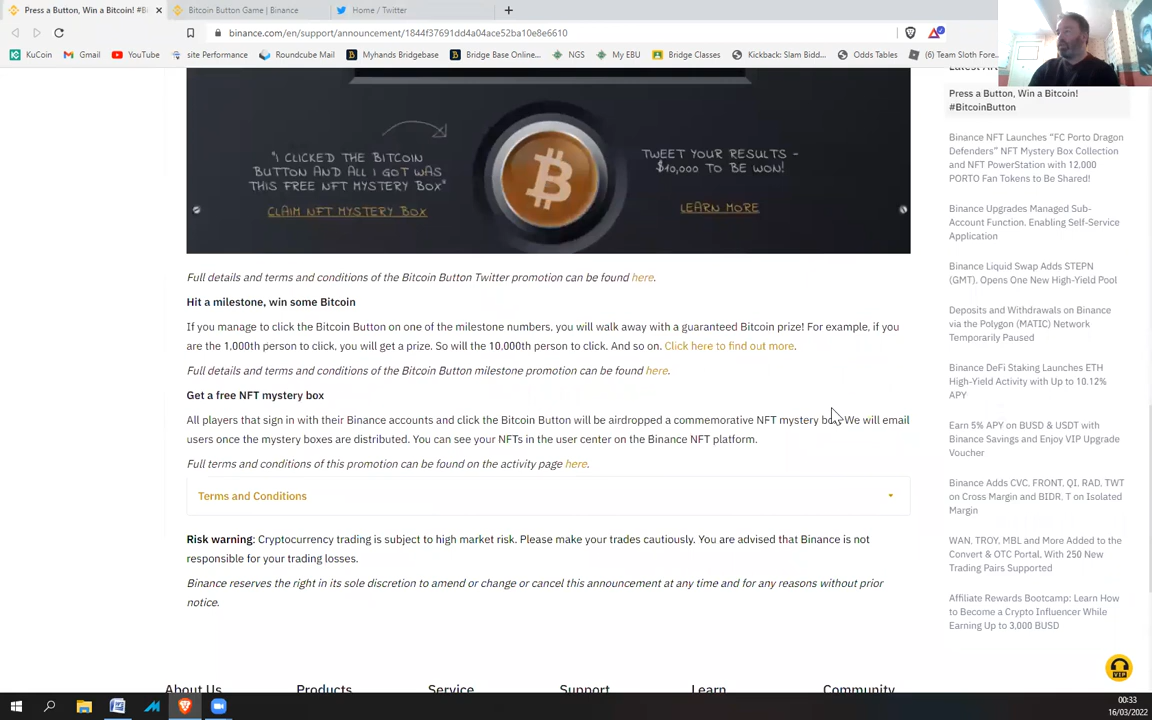 Press a Button, Win a Bitcoin! #Bi
Bitcoin Button Game | Binance
Home / Twitter
binance.com/en/support/announcement/1844f37691dd4a04ace52ba10e8e6610
KuCoin
Gmail
YouTube
site Performance
Roundcube Mail
Myhands Bridgebase
Bridge Base Online...
NGS
My EBU
Bridge Classes
Kickback: Slam Bidd...
Odds Tables
(6) Team Sloth Fore...
"I CLICKED THE BITCOIN
BUTTON AND ALL I GOT WAS
THIS FREE NFT MYSTERY BOX"
CLAIM NFT MYSTERY BOX
TWEET YOUR RESULTS -
$10,000 TO BE WON!
LEARN MORE
Full details and terms and conditions of the Bitcoin Button Twitter promotion can be found here.
Hit a milestone, win some Bitcoin
If you manage to click the Bitcoin Button on one of the milestone numbers, you will walk away with a guaranteed Bitcoin prize! For example, if you
are the 1,000th person to click, you will get a prize. So will the 10,000th person to click. And so on. Click here to find out more.
Full details and terms and conditions of the Bitcoin Button milestone promotion can be found here.
Get a free NFT mystery box
All players that sign in with their Binance accounts and click the Bitcoin Button will be airdropped a commemorative NFT mystery box. We will email
users once the mystery boxes are distributed. You can see your NFTs in the user center on the Binance NFT platform.
Full terms and conditions of this promotion can be found on the activity page here.
Terms and Conditions
Risk warning: Cryptocurrency trading is subject to high market risk. Please make your trades cautiously. You are advised that Binance is not
responsible for your trading losses.
Binance reserves the right in its sole discretion to amend or change or cancel this announcement at any time and for any reasons without prior
notice.
About Us
Products
Service
Support
Learn
Community
Latest
Press a Button, Win a Bitcoin!
#BitcoinButton
Binance NFT Launches "FC Porto Dragon
Defenders" NFT Mystery Box Collection
and NFT PowerStation with 12,000
PORTO Fan Tokens to Be Shared!
Binance Upgrades Managed Sub-
Account Function, Enabling Self-Service
Application
Binance Liquid Swap Adds STEPN
(GMT), Opens One New High-Yield Pool
Deposits and Withdrawals on Binance
via the Polygon (MATIC) Network
Temporarily Paused
Binance DeFi Staking Launches ETH
High-Yield Activity with Up to 10.12%
APY
Earn 5% APY on BUSD & USDT with
Binance Savings and Enjoy VIP Upgrade
Voucher
Binance Adds CVC, FRONT, QI, RAD, TWT
on Cross Margin and BIDR, T on Isolated
Margin
WAN, TROY, MBL and More Added to the
Convert & OTC Portal, With 250 New
Trading Pairs Supported
Affiliate Rewards Bootcamp: Learn How
to Become a Crypto Influencer While
Earning Up to 3,000 BUSD
VIP
00:33
16/03/2022